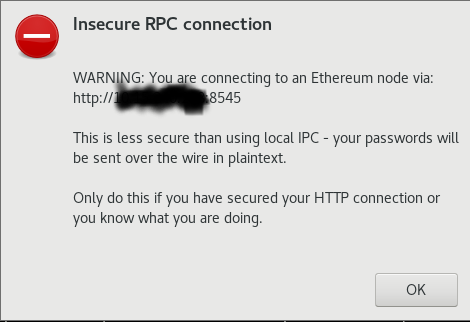 Insecure RPC connection
WARNING: You are connecting to an Ethereum node via:
http://1 :8545
This is less secure than using local IPC - your passwords will
be sent over the wire in plaintext.
Only do this if you have secured your HTTP connection or
you know what you are doing.
OK